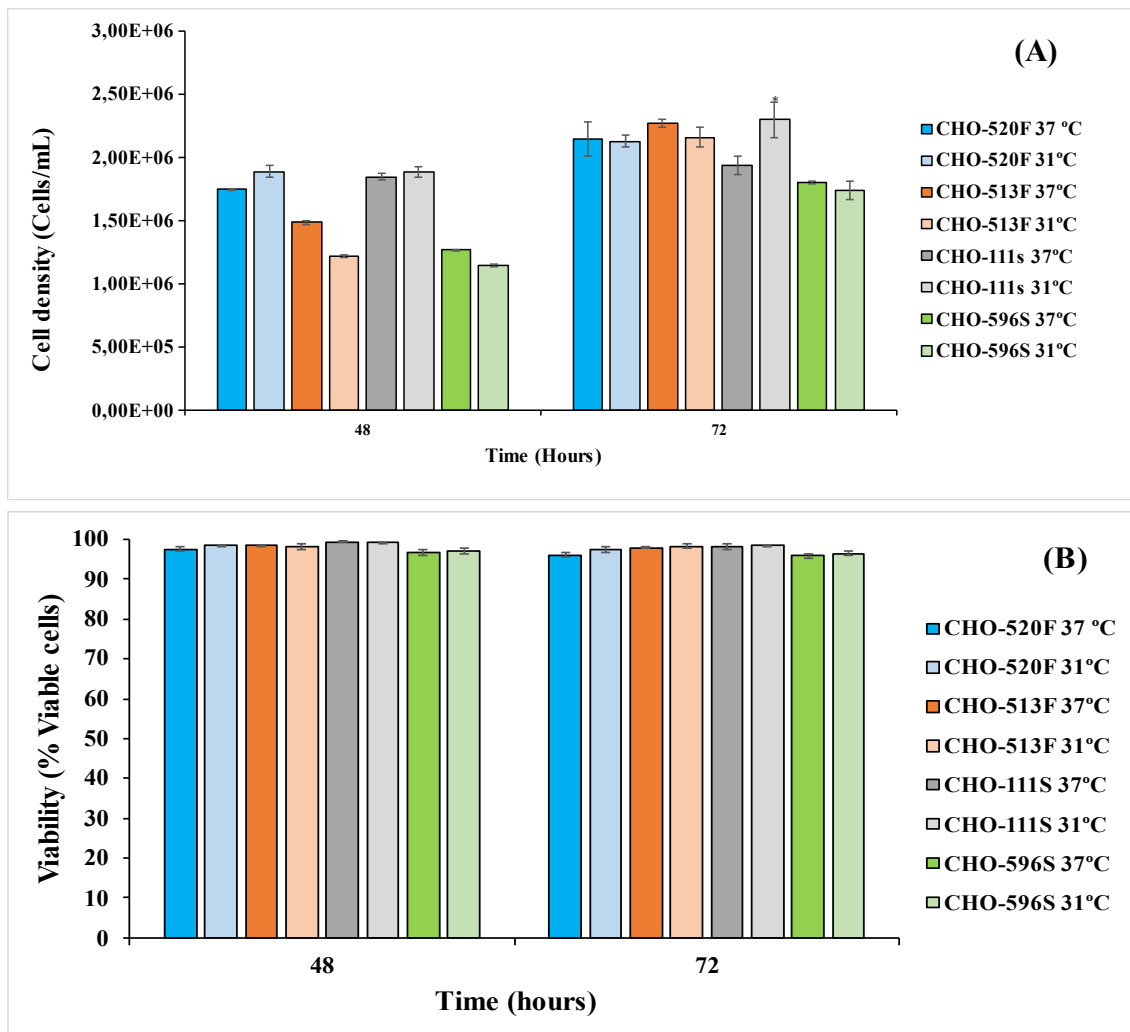 (A)
3,00E+06
2,50E+06
2,00E+06
1,50E+06
1,00E+06
5,00E+05
0,00E+00
Cell density (Cells/mL)
*
48
72
Time (Hours)
CHO-520F 37 ºC
CHO-520F 31ºC
CHO-513F 37ºC
CHO-513F 31ºC
CHO-111s 37ºC
CHO-111s 31ºC
CHO-596S 37ºC
CHO-596S 31ºC
(B)
100
90
80
70
60
50
40
30
20
10
0
Viability (% Viable cells)
48
72
Time (hours)
CHO-520F 37 ºC
CHO-520F 31ºC
CHO-513F 37ºC
CHO-513F 31ºC
CHO-111S 37ºC
CHO-111S 31ºC
CHO-596S 37ºC
CHO-596S 31ºC